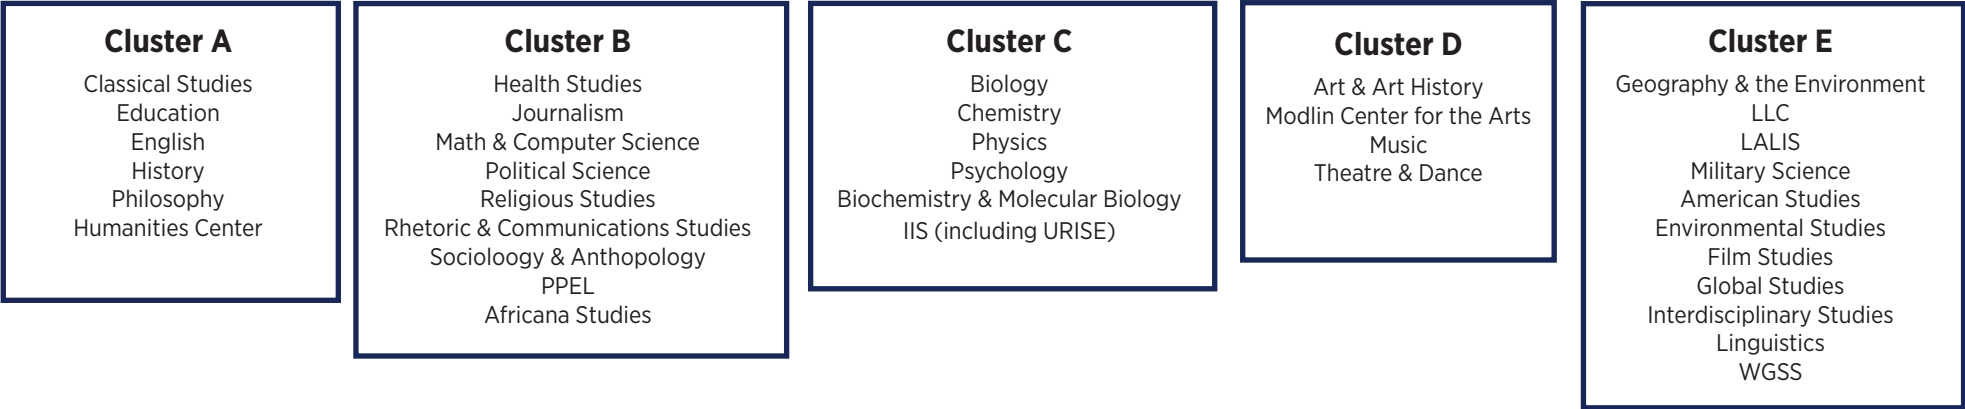 Cluster A
Classical Studies
Education
English
History
Philosophy
Humanities Center
Cluster B
Health Studies
Journalism
Math & Computer Science
Political Science
Religious Studies
Rhetoric & Communications Studies
Socioloogy & Anthopology
PPEL
Africana Studies
Cluster C
Biology
Chemistry
Physics
Psychology
Biochemistry & Molecular Biology
IIS (including URISE)
Cluster D
Art & Art History
Modlin Center for the Arts
Music
Theatre & Dance
Cluster E
Geography & the Environment
LLC
LALIS
Military Science
American Studies
Environmental Studies
Film Studies
Global Studies
Interdisciplinary Studies
Linguistics
WGSS